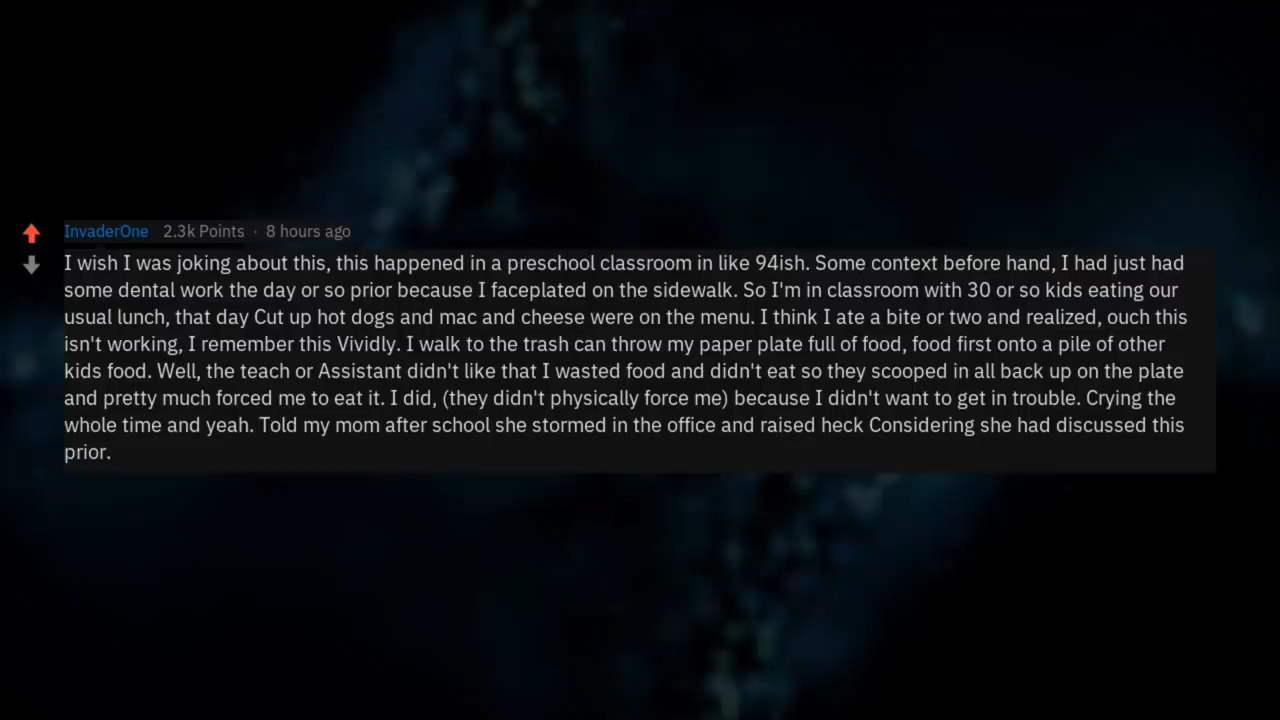 InvaderOne 2.3k Points · 8 hours ago
I wish I was joking about this, this happened in a preschool classroom in like 94ish. Some context before hand, I had just had
some dental work the day or so prior because I faceplated on the sidewalk. So I'm in classroom with 30 or so kids eating our
usual lunch, that day Cut up hot dogs and mac and cheese were on the menu. I think I ate a bite or two and realized, ouch this
isn't working, I remember this Vividly. I walk to the trash can throw my paper plate full of food, food first onto a pile of other
kids food. Well, the teach or Assistant didn't like that I wasted food and didn't eat so they scooped in all back up on the plate
and pretty much forced me to eat it. I did, (they didn't physically force me) because I didn't want to get in trouble. Crying the
whole time and yeah. Told my mom after school she stormed in the office and raised heck Considering she had discussed this
prior.